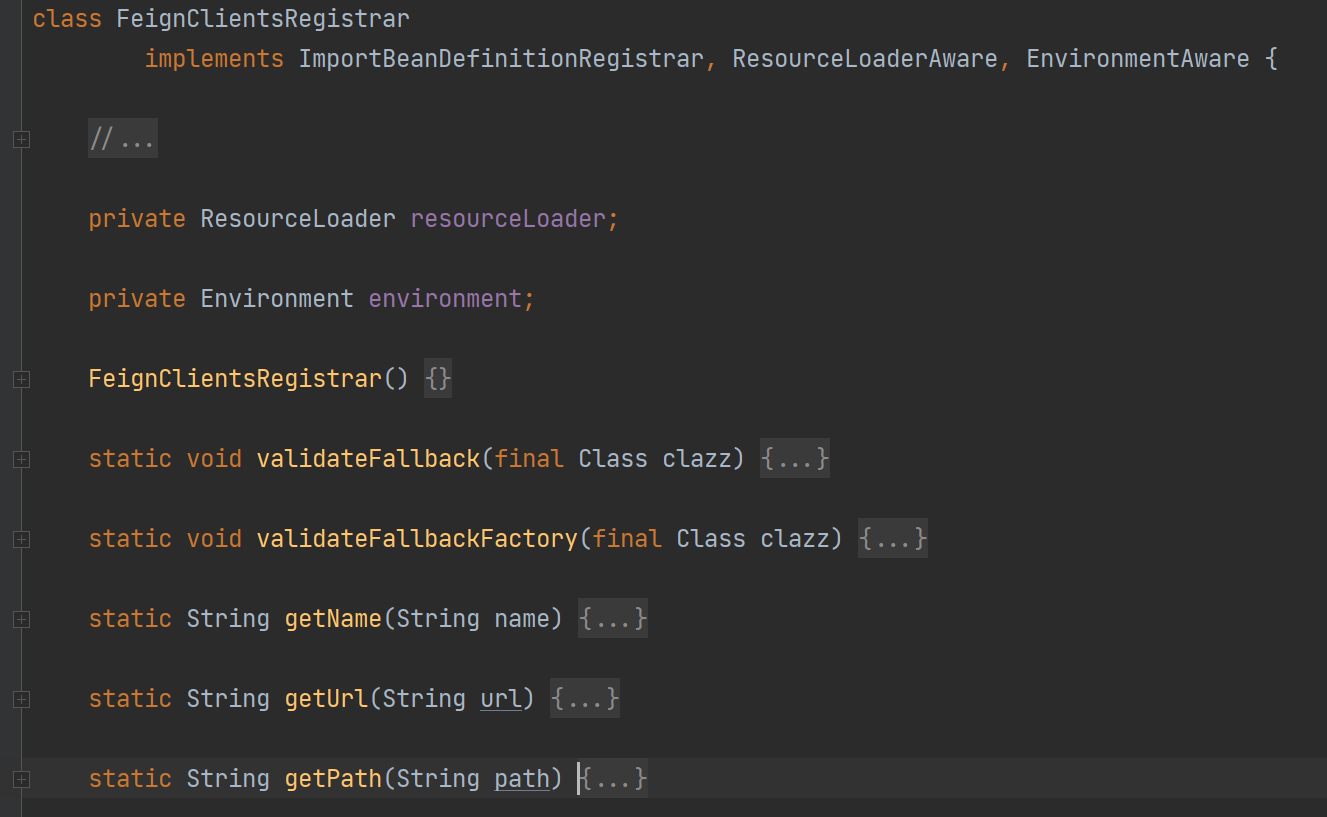 class FeignClientsRegistrar
implements ImportBeanDefinitionRegistrar, ResourceLoaderAware, EnvironmentAware {
// ...
private ResourceLoader resourceLoader;
private Environment environment;
FeignClientsRegistrar() {}
static void validateFallback(final Class clazz) {...}
static void validateFallbackFactory(final Class clazz) {...}
static String getName(String name) {...}
static String getUrl(String url) {...}
static String getPath(String path) {...}